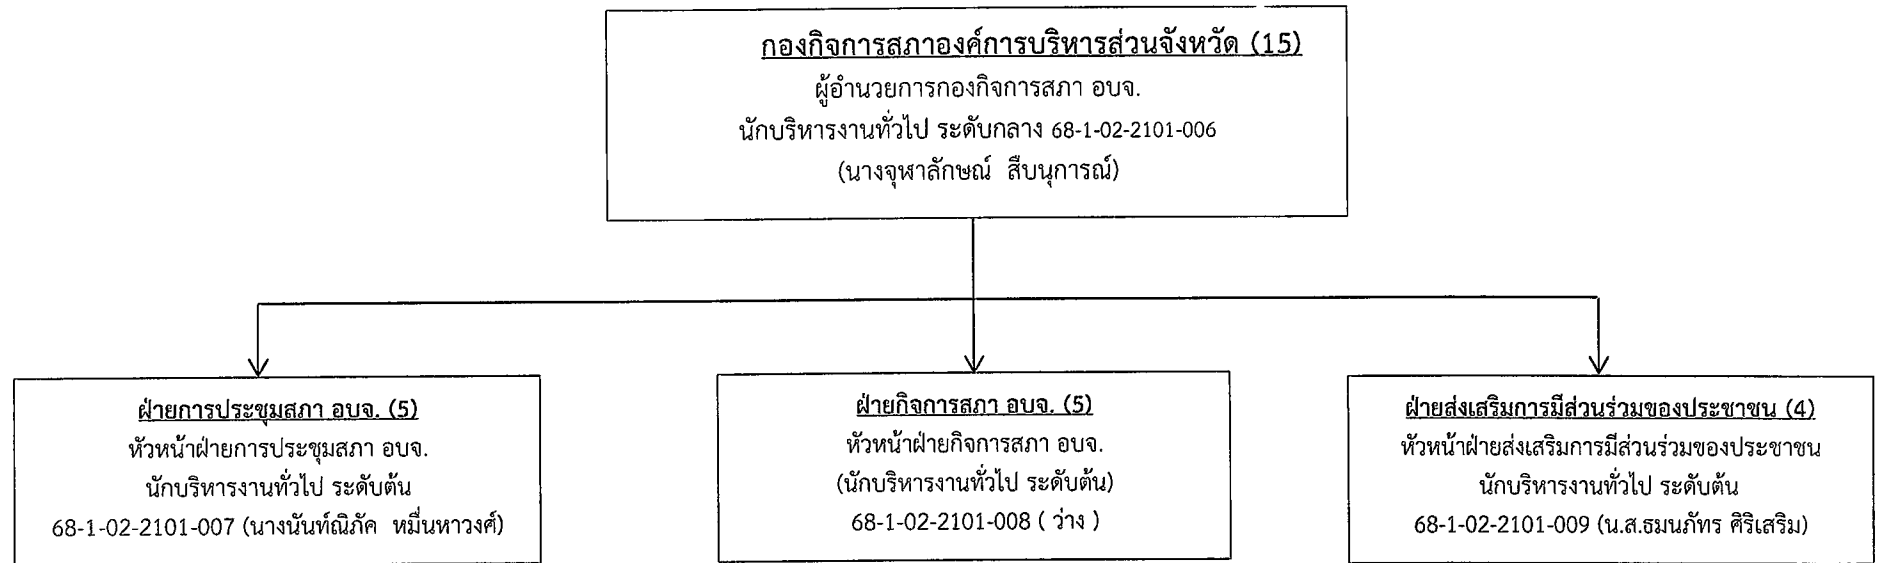 กองกิจการสภาองค์การบริหารส่วนจังหวัด (15)
ผู้อำนวยการกองกิจการสภา อบจ.
นักบริหารงานทั่วไป ระดับกลาง 68-1-02-2101-006
(นางจุฬาลักษณ์ สืบนุการณ์)
ฝ่ายการประชุมสภา อบจ. (5)
หัวหน้าฝ่ายการประชุมสภา อบจ.
นักบริหารงานทั่วไป ระดับต้น
68-1-02-2101-007 (นางนันท์ณิภัค หมื่นหาวงศ์)
ฝ่ายกิจการสภา อบจ. (5)
หัวหน้าฝ่ายกิจการสภา อบจ.
(นักบริหารงานทั่วไป ระดับต้น)
68-1-02-2101-008 ( ว่าง )
ฝ่ายส่งเสริมการมีส่วนร่วมของประชาชน (4)
หัวหน้าฝ่ายส่งเสริมการมีส่วนร่วมของประชาชน
นักบริหารงานทั่วไป ระดับต้น
68-1-02-2101-009 (น.ส.ธมนภัทร ศิริเสริม)